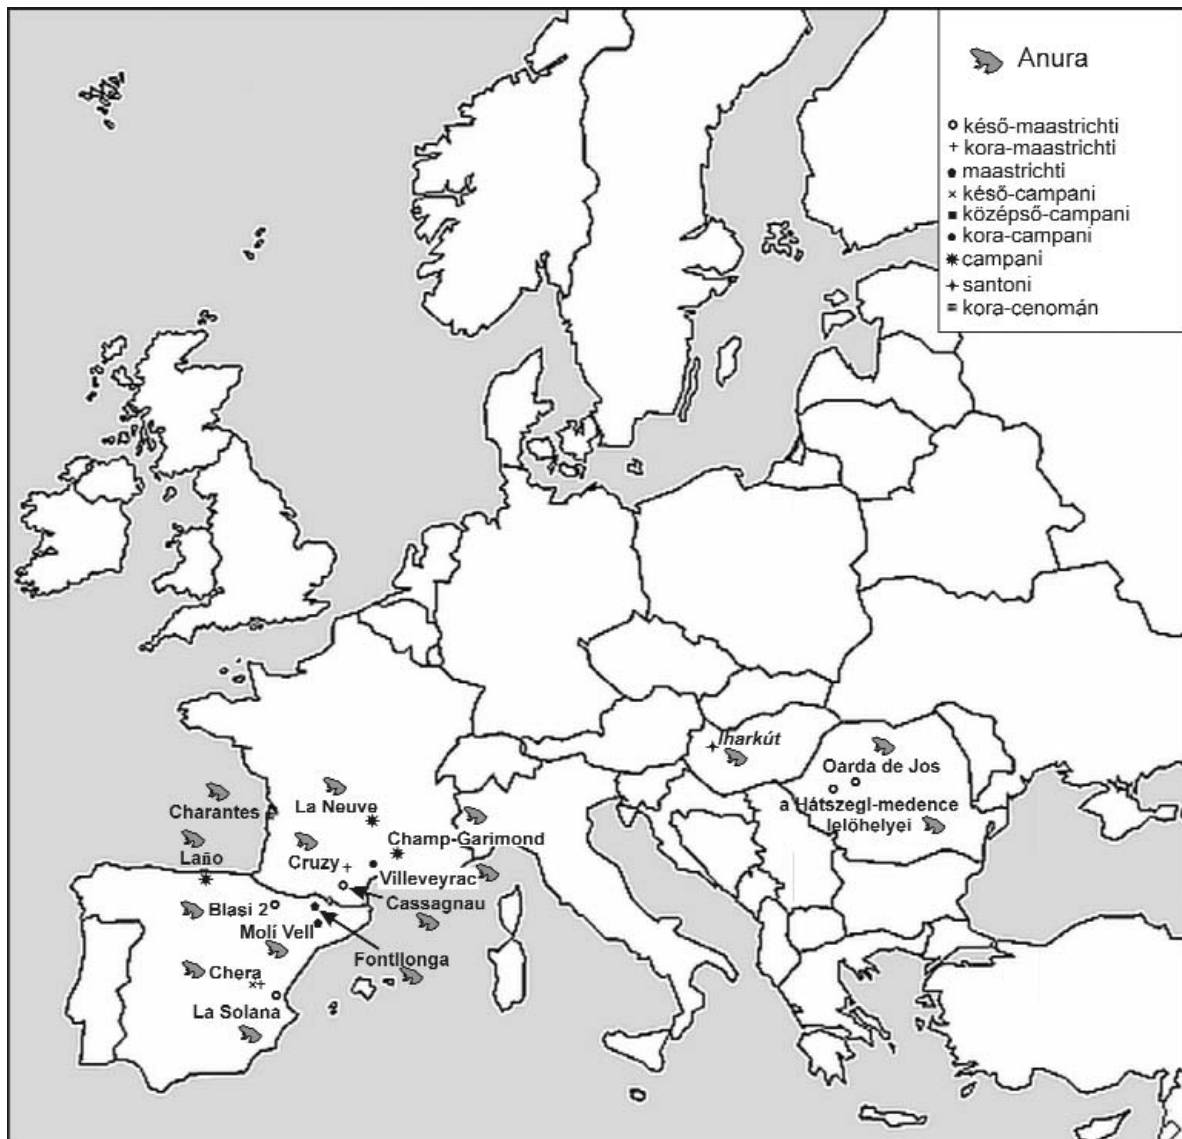 Anura
késő-maastrichti
kora-maastrichti
maastrichti
késő-campani
középső-campani
kora-campani
campani
santoni
kora-cenomán
Iharkút
Oarda de Jos
a Hátszegi-medence
lelőhelyei
Charantes
La Neuve
Champ-Garimond
Laño
Cruzy
Villeveyrac
Cassagnau
Blasi 2
Molí Vell
Fontllonga
Chera
La Solana